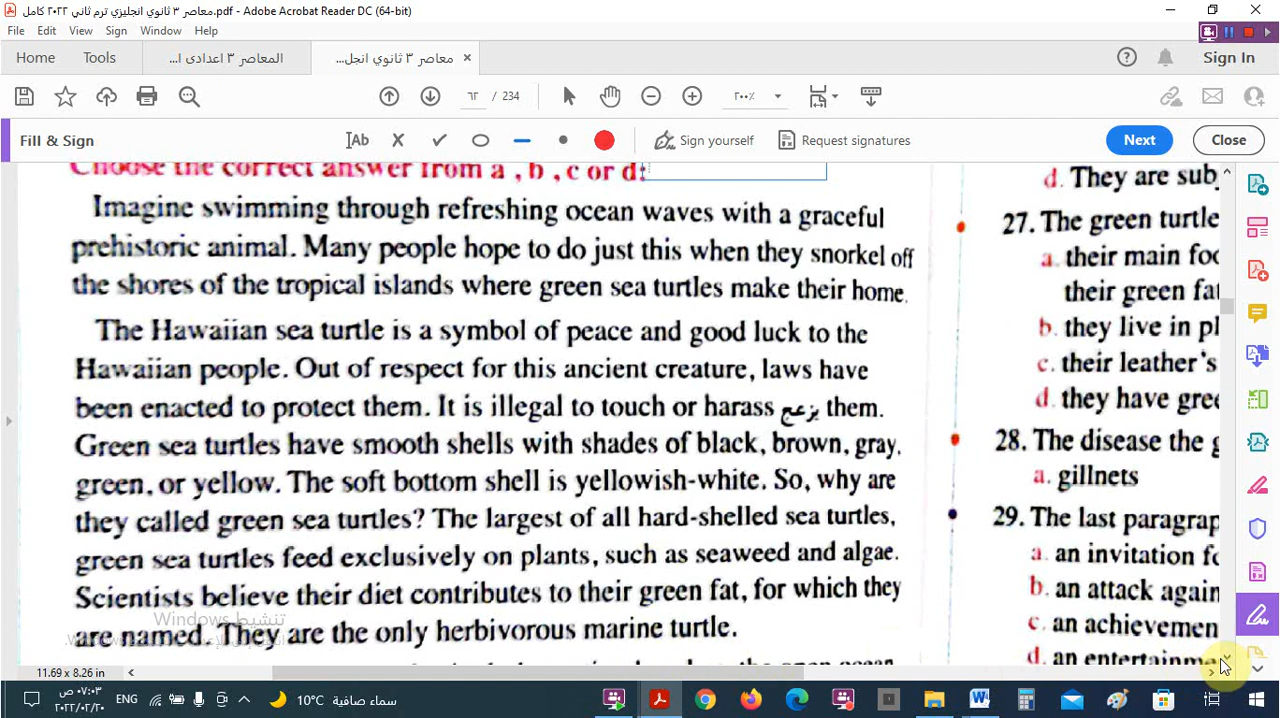 معاصر ٣ ثانوي انجليزي ترم ثاني ٢٠٢٢ كامل.pdf - Adobe Acrobat Reader DC (64-bit)
File Edit View Sign Window Help
Home Tools المعاصر ٣ اعدادى ا... معاصر ٣ ثانوي انجل... Sign In
٦٢ / 234 ٢٠٠٪
Fill & Sign Ab Sign yourself Request signatures Next Close
Choose the correct answer from a , b , c or d:
Imagine swimming through refreshing ocean waves with a graceful
prehistoric animal. Many people hope to do just this when they snorkel off
the shores of the tropical islands where green sea turtles make their home.
The Hawaiian sea turtle is a symbol of peace and good luck to the
Hawaiian people. Out of respect for this ancient creature, laws have
been enacted to protect them. It is illegal to touch or harass يزعج them.
Green sea turtles have smooth shells with shades of black, brown, gray,
green, or yellow. The soft bottom shell is yellowish-white. So, why are
they called green sea turtles? The largest of all hard-shelled sea turtles,
green sea turtles feed exclusively on plants, such as seaweed and algae.
Scientists believe their diet contributes to their green fat, for which they
are named. They are the only herbivorous marine turtle.
d. They are sub
27. The green turtle
a. their main foo
their green fat
b. they live in pl
c. their leather's
d. they have gree
28. The disease the g
a. gillnets
29. The last paragrap
a. an invitation fo
b. an attack again
c. an achievemen
d. an entertainme
تنشيط Windows
11.69 x 8.26 in
ENG 10°C سماء صافية
٠٧:٠٣ ص
٢٠٢٢/٠٢/٢٠